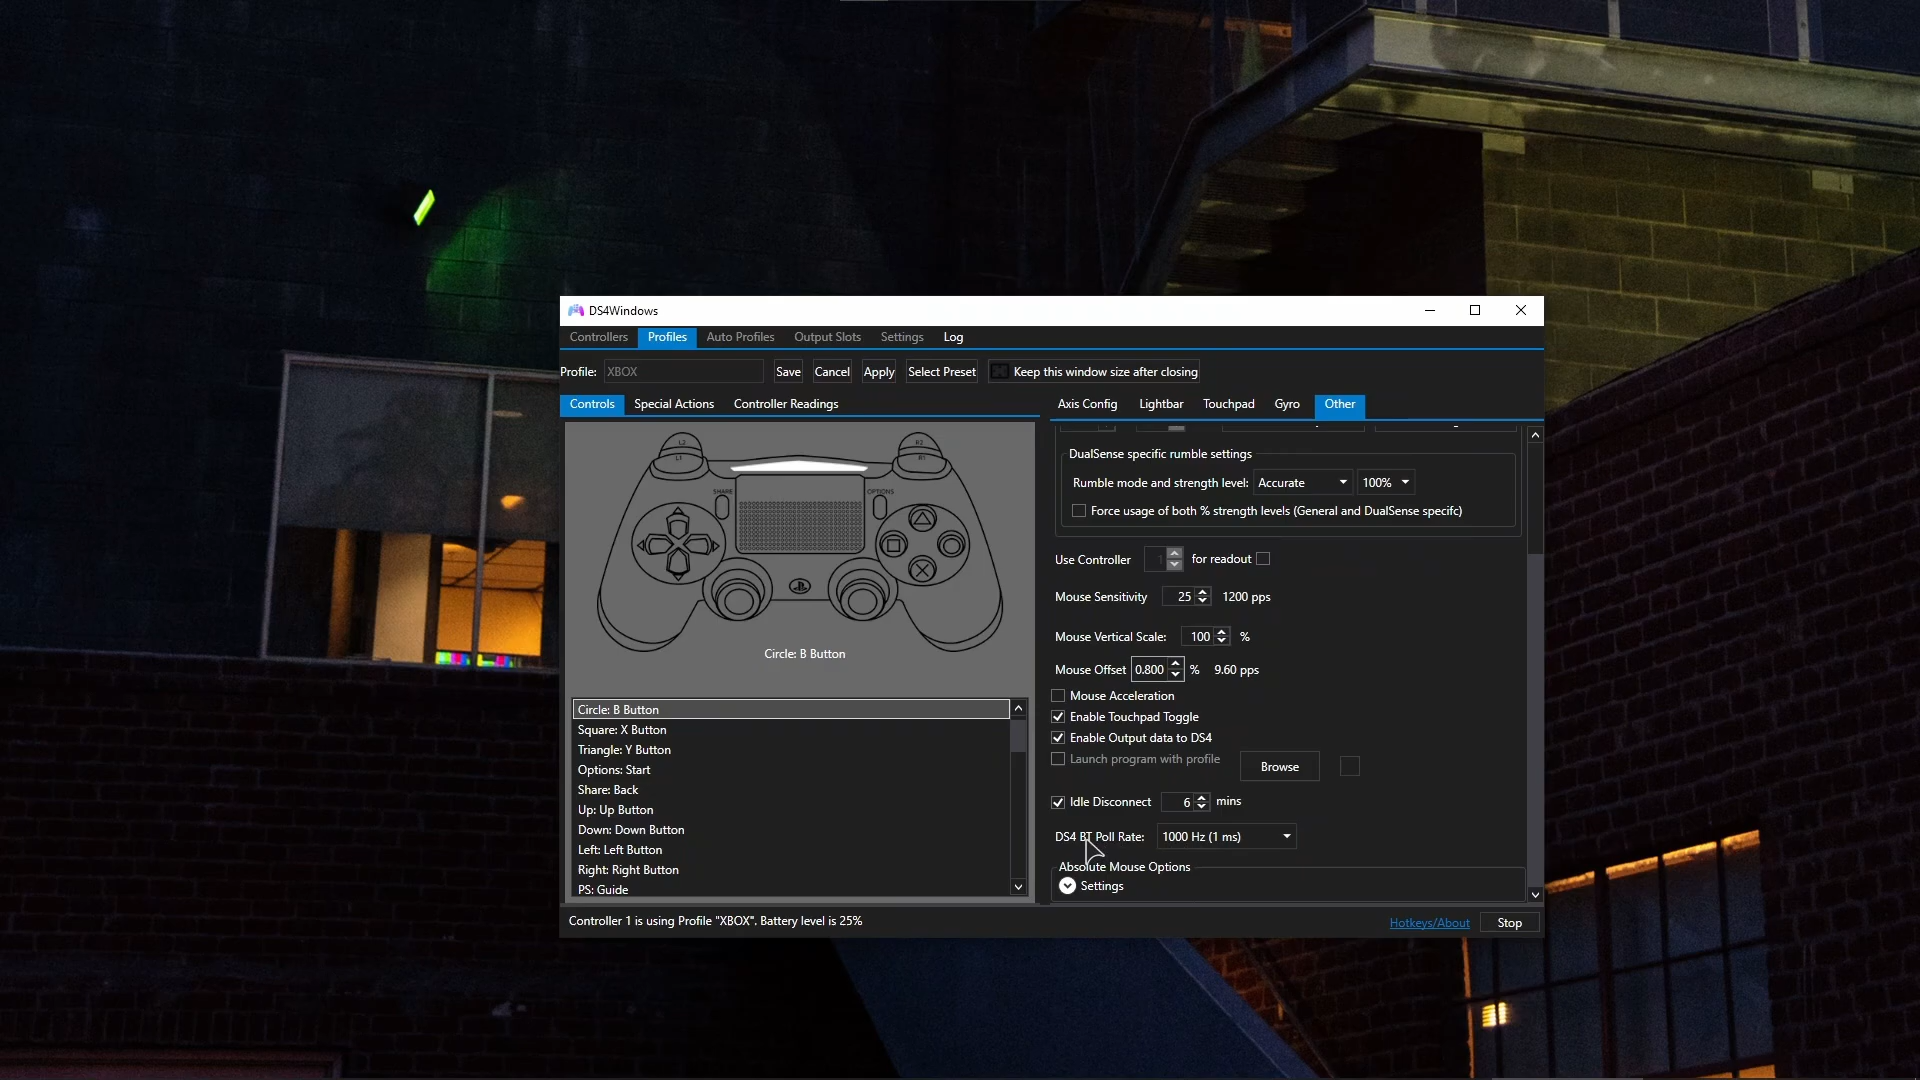 DS4Windows
Controllers Profiles Auto Profiles Output Slots Settings Log
Profile: XBOX Save Cancel Apply Select Preset Keep this window size after closing
Controls Special Actions Controller Readings
Axis Config Lightbar Touchpad Gyro Other
L2 R2
L1 R1
SHARE OPTIONS
Circle: B Button
Circle: B Button
Square: X Button
Triangle: Y Button
Options: Start
Share: Back
Up: Up Button
Down: Down Button
Left: Left Button
Right: Right Button
PS: Guide
DualSense specific rumble settings
Rumble mode and strength level: Accurate 100%
Force usage of both % strength levels (General and DualSense specifc)
Use Controller 1 for readout
Mouse Sensitivity 25 1200 pps
Mouse Vertical Scale: 100 %
Mouse Offset 0.800 % 9.60 pps
Mouse Acceleration
Enable Touchpad Toggle
Enable Output data to DS4
Launch program with profile Browse
Idle Disconnect 6 mins
DS4 BT Poll Rate: 1000 Hz (1 ms)
Absolute Mouse Options
Settings
Controller 1 is using Profile "XBOX". Battery level is 25%
Hotkeys/About Stop